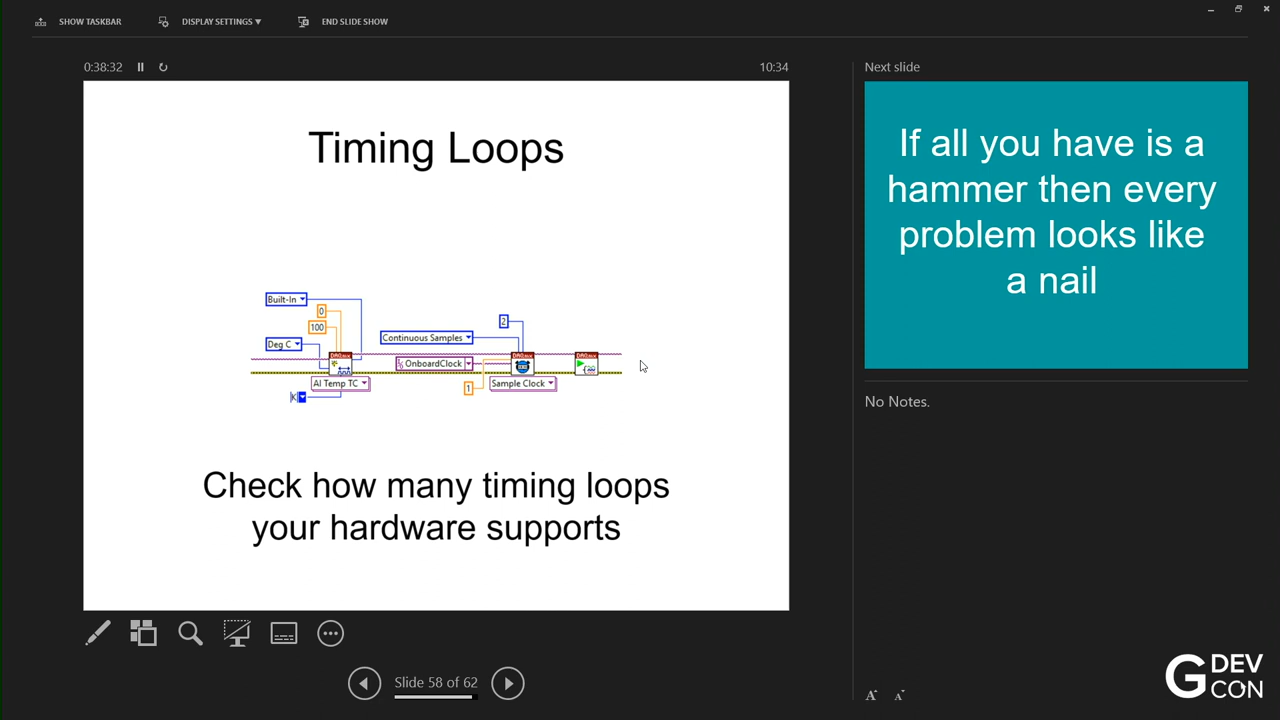 SHOW TASKBAR
DISPLAY SETTINGS ▼
END SLIDE SHOW
0:38:32
10:34
Timing Loops
Built-In
0
100
Deg C
Continuous Samples
2
OnboardClock
1
AI Temp TC
Sample Clock
K
Check how many timing loops
your hardware supports
Slide 58 of 62
Next slide
If all you have is a
hammer then every
problem looks like
a nail
No Notes.
A A
G DEV
CON